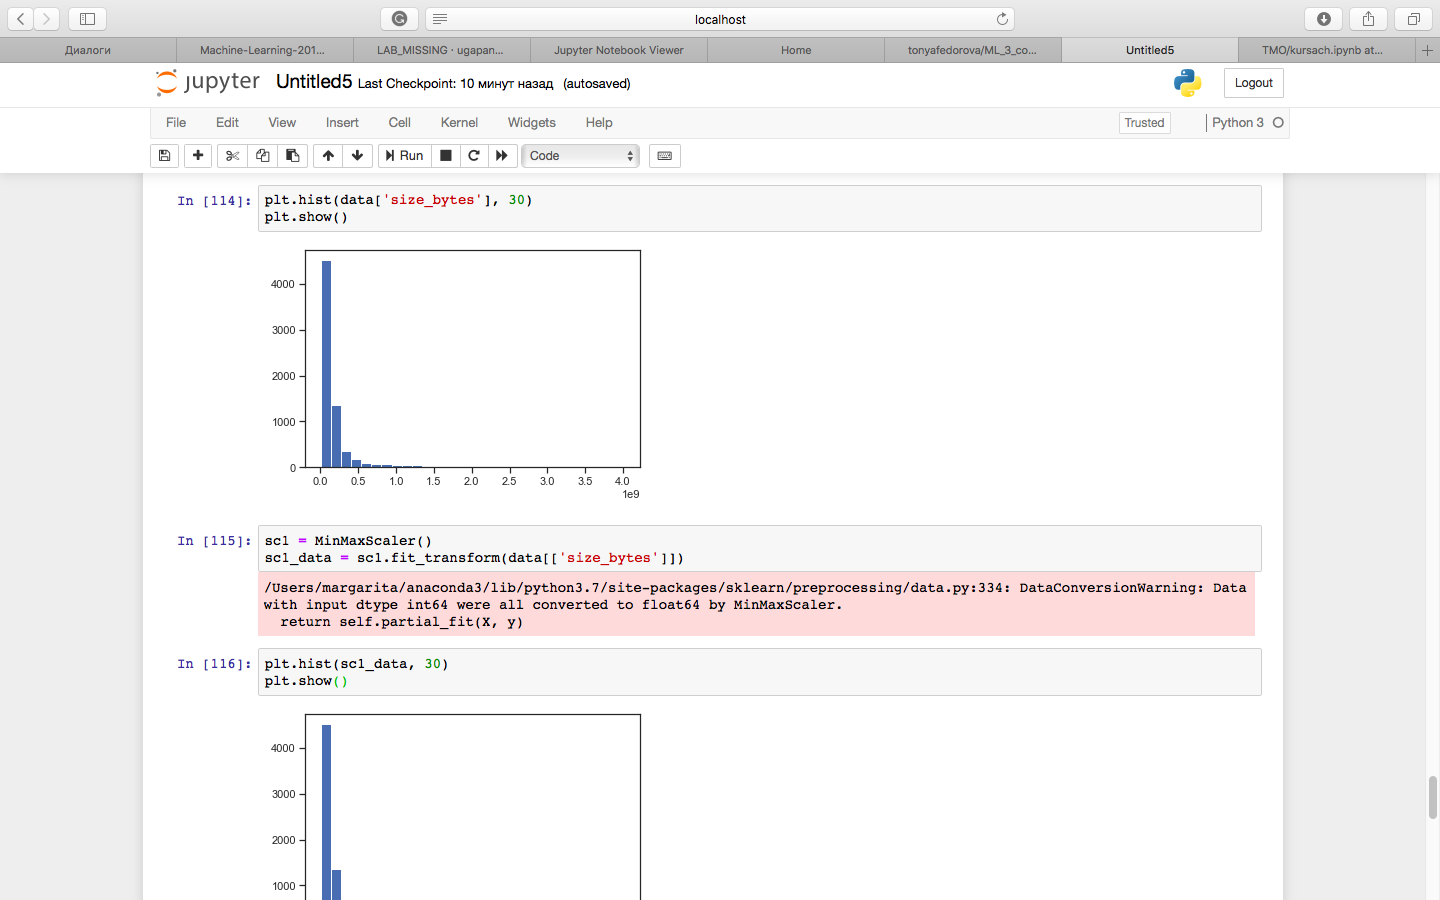 localhost
Диалоги
Machine-Learning-201...
LAB_MISSING · ugapan...
Jupyter Notebook Viewer
Home
tonyafedorova/ML_3_co...
Untitled5
TMO/kursach.ipynb at...
jupyter Untitled5 Last Checkpoint: 10 минут назад (autosaved)
Logout
File Edit View Insert Cell Kernel Widgets Help
Trusted
Python 3
Run
Code
In [114]: plt.hist(data['size_bytes'], 30)
plt.show()
4000
3000
2000
1000
0
0.0 0.5 1.0 1.5 2.0 2.5 3.0 3.5 4.0
1e9
In [115]: sc1 = MinMaxScaler()
sc1_data = sc1.fit_transform(data[['size_bytes']])
/Users/margarita/anaconda3/lib/python3.7/site-packages/sklearn/preprocessing/data.py:334: DataConversionWarning: Data
with input dtype int64 were all converted to float64 by MinMaxScaler.
return self.partial_fit(X, y)
In [116]: plt.hist(sc1_data, 30)
plt.show()
4000
3000
2000
1000